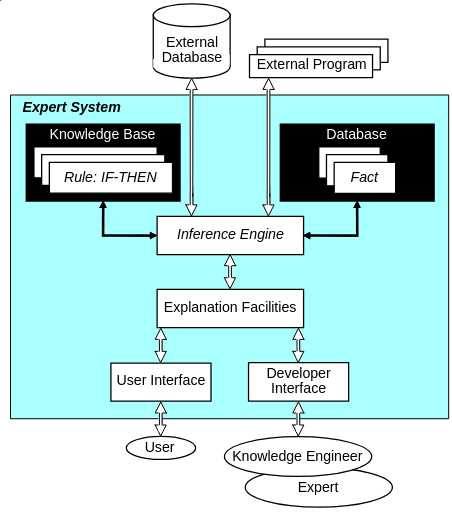 External
Database
External Program
Expert System
Knowledge Base
Rule: IF-THEN
Database
Fact
Inference Engine
Explanation Facilities
User Interface
Developer
Interface
User
Knowledge Engineer
Expert